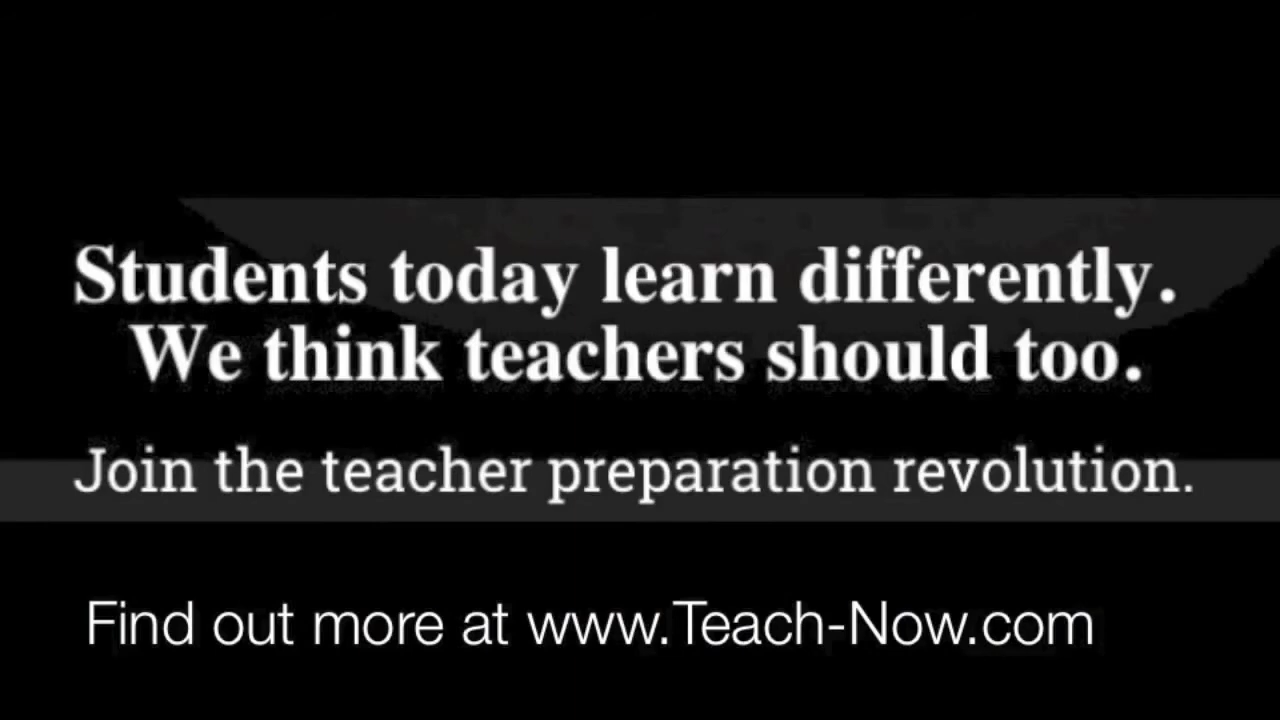 Students today learn differently.
We think teachers should too.
Join the teacher preparation revolution.
Find out more at www.Teach-Now.com